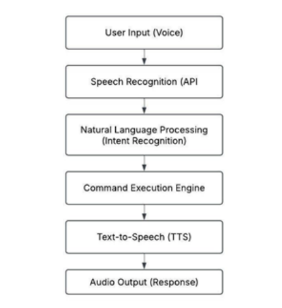 User Input (Voice)
Speech Recognition (API
Natural Language Processing
(Intent Recognition)
Command Execution Engine
Text-to-Speech (TTS)
Audio Output (Response)